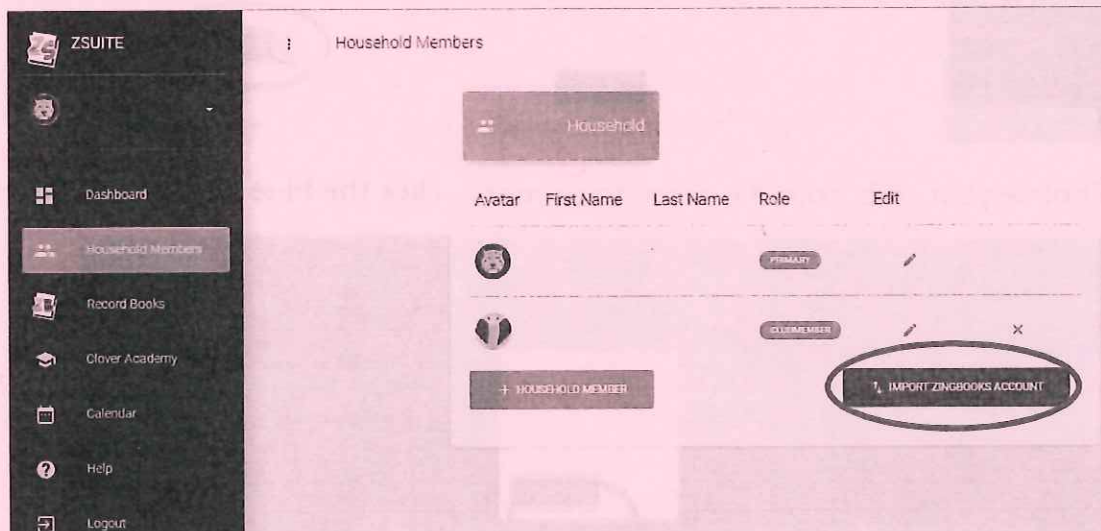 ZSUITE
Household Members
Household
Dashboard
Household Members
Record Books
Clover Academy
Calendar
Help
Logout
Avatar First Name Last Name Role Edit
PRIMARY
CLUBMEMBER
+ HOUSEHOLD MEMBER
IMPORT ZINGBOOKS ACCOUNT